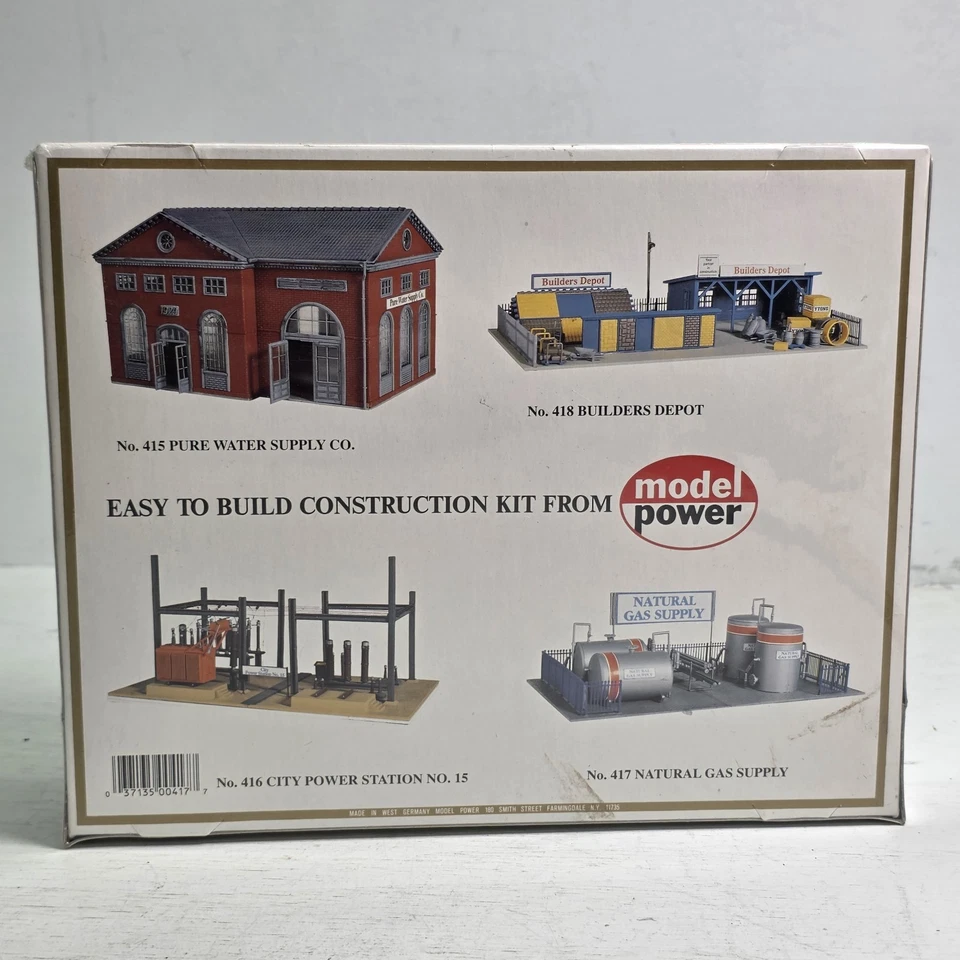 Pure Water Supply Co.
Builders Depot
Builders Depot
No. 418 BUILDERS DEPOT
No. 415 PURE WATER SUPPLY CO.
EASY TO BUILD CONSTRUCTION KIT FROM
model
power
NATURAL
GAS SUPPLY
0 37135 00417 7
No. 416 CITY POWER STATION NO. 15
No. 417 NATURAL GAS SUPPLY
MADE IN WEST GERMANY MODEL POWER 180 SMITH STREET FARMINGDALE N.Y. 11735